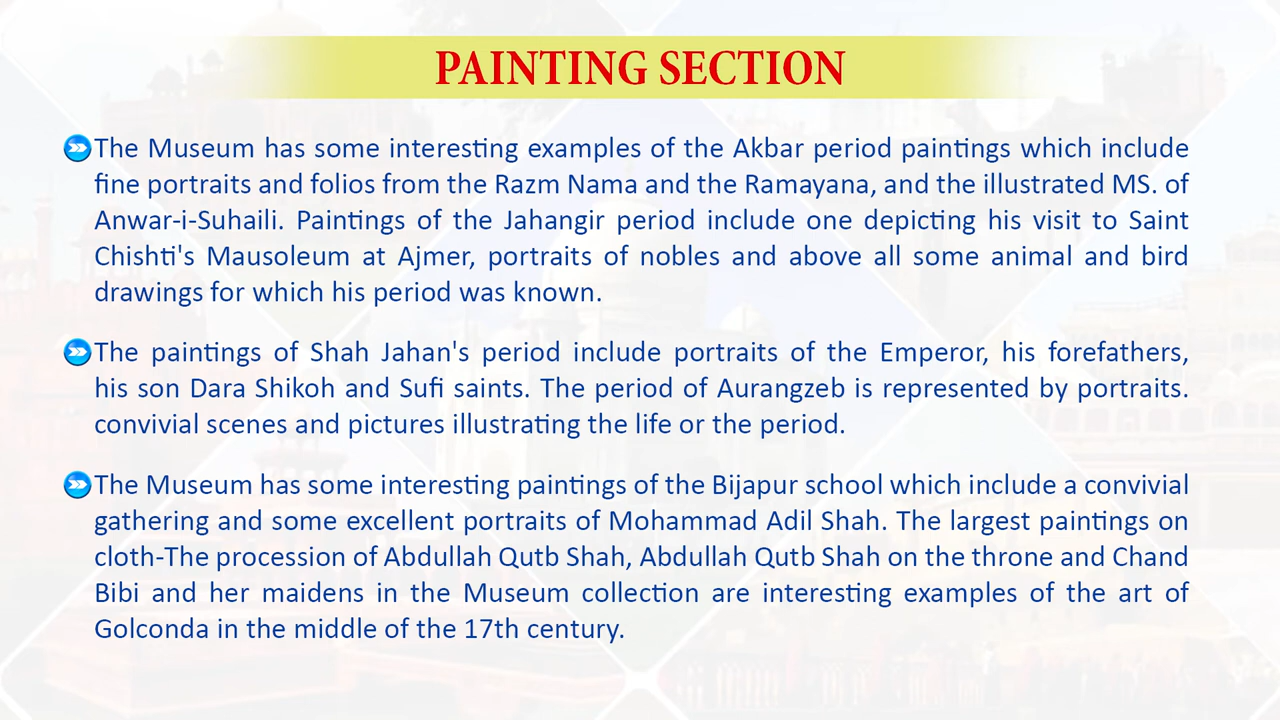 PAINTING SECTION
The Museum has some interesting examples of the Akbar period paintings which include
fine portraits and folios from the Razm Nama and the Ramayana, and the illustrated MS. of
Anwar-i-Suhaili. Paintings of the Jahangir period include one depicting his visit to Saint
Chishti's Mausoleum at Ajmer, portraits of nobles and above all some animal and bird
drawings for which his period was known.
The paintings of Shah Jahan's period include portraits of the Emperor, his forefathers,
his son Dara Shikoh and Sufi saints. The period of Aurangzeb is represented by portraits.
convivial scenes and pictures illustrating the life or the period.
The Museum has some interesting paintings of the Bijapur school which include a convivial
gathering and some excellent portraits of Mohammad Adil Shah. The largest paintings on
cloth-The procession of Abdullah Qutb Shah, Abdullah Qutb Shah on the throne and Chand
Bibi and her maidens in the Museum collection are interesting examples of the art of
Golconda in the middle of the 17th century.